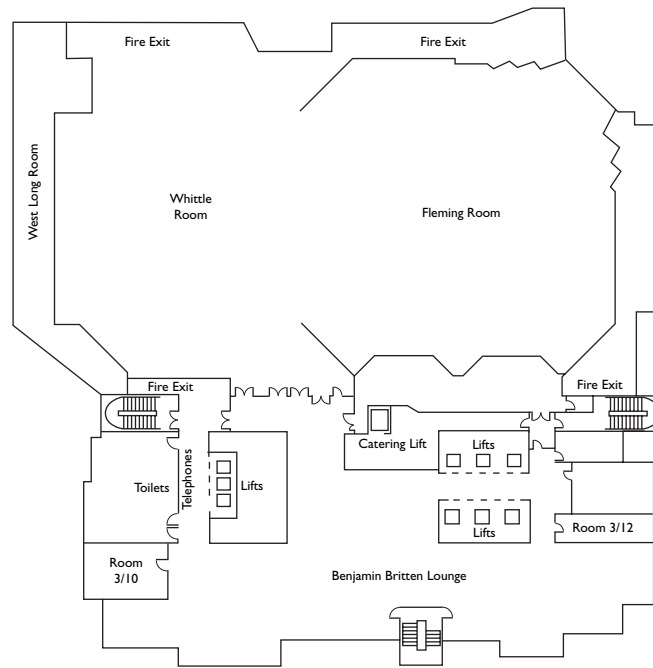 Fire Exit
Fire Exit
West Long Room
Whittle
Room
Fleming Room
Fire Exit
Fire Exit
Catering Lift
Lifts
Toilets
Telephones
Lifts
Lifts
Room 3/12
Room
3/10
Benjamin Britten Lounge